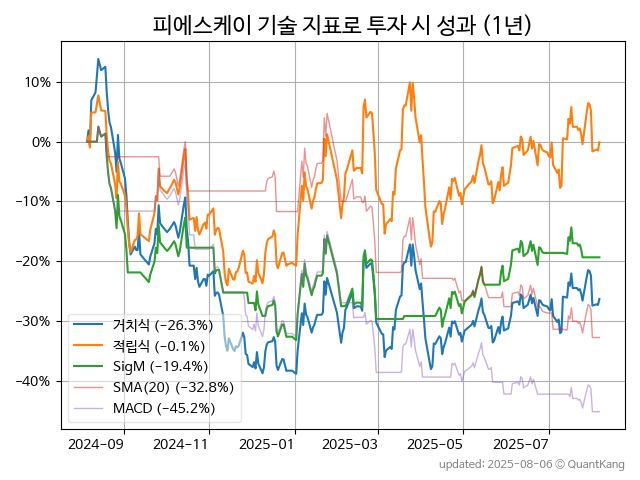 피에스케이 기술 지표로 투자 시 성과 (1년)
10%
0%
−10%
−20%
−30%
−40%
거치식 (−26.3%)
적립식 (−0.1%)
SigM (−19.4%)
SMA(20) (−32.8%)
MACD (−45.2%)
2024-09 2024-11 2025-01 2025-03 2025-05 2025-07
updated: 2025-08-06 © QuantKang